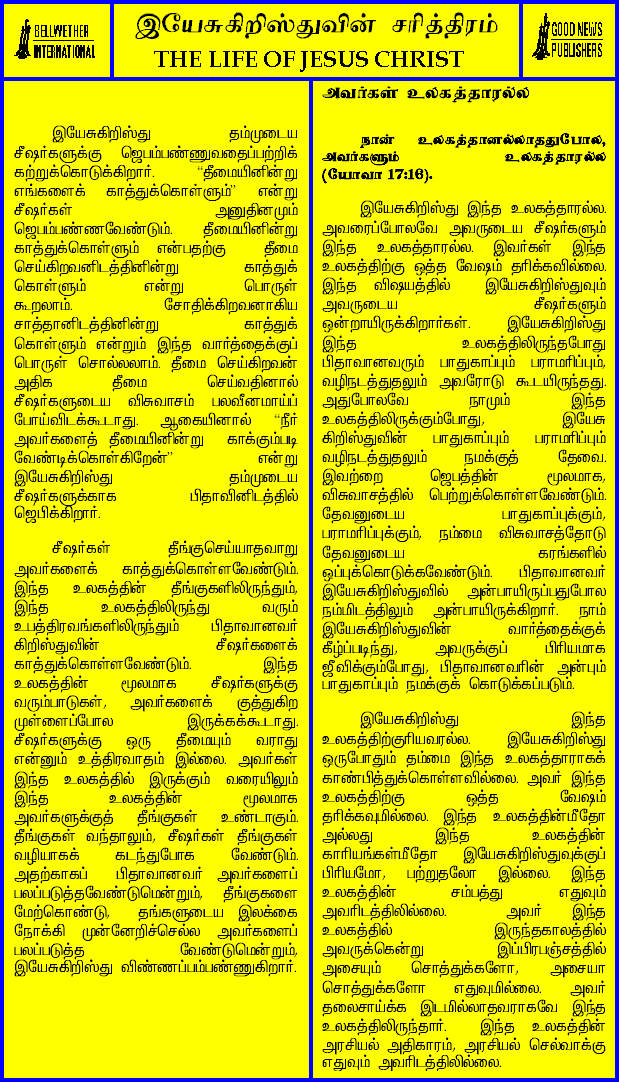 BELLWETHER
INTERNATIONAL
இயேசுகிறிஸ்துவின் சரித்திரம்
THE LIFE OF JESUS CHRIST
GOOD NEWS
PUBLISHERS
இயேசுகிறிஸ்து தம்முடைய
சீஷர்களுக்கு ஜெபம்பண்ணுவதைப்பற்றிக்
கற்றுக்கொடுக்கிறார். “தீமையினின்று
எங்களைக் காத்துக்கொள்ளும்” என்று
சீஷர்கள் அனுதினமும்
ஜெபம்பண்ணவேண்டும். தீமையினின்று
காத்துக்கொள்ளும் என்பதற்கு தீமை
செய்கிறவனிடத்தினின்று காத்துக்
கொள்ளும் என்று பொருள்
கூறலாம். சோதிக்கிறவனாகிய
சாத்தானிடத்தினின்று காத்துக்
கொள்ளும் என்றும் இந்த வார்த்தைக்குப்
பொருள் சொல்லலாம். தீமை செய்கிறவன்
அதிக தீமை செய்வதினால்
சீஷர்களுடைய விசுவாசம் பலவீனமாய்ப்
போய்விடக்கூடாது. ஆகையினால் “நீர்
அவர்களைத் தீமையினின்று காக்கும்படி
வேண்டிக்கொள்கிறேன்” என்று
இயேசுகிறிஸ்து தம்முடைய
சீஷர்களுக்காக பிதாவினிடத்தில்
ஜெபிக்கிறார்.
சீஷர்கள் தீங்குசெய்யாதவாறு
அவர்களைக் காத்துக்கொள்ளவேண்டும்.
இந்த உலகத்தின் தீங்குகளிலிருந்தும்,
இந்த உலகத்திலிருந்து வரும்
உபத்திரவங்களிலிருந்தும் பிதாவானவர்
கிறிஸ்துவின் சீஷர்களைக்
காத்துக்கொள்ளவேண்டும். இந்த
உலகத்தின் மூலமாக சீஷர்களுக்கு
வரும்பாடுகள், அவர்களைக் குத்துகிற
முள்ளைப்போல இருக்கக்கூடாது.
சீஷர்களுக்கு ஒரு தீமையும் வராது
என்னும் உத்திரவாதம் இல்லை. அவர்கள்
இந்த உலகத்தில் இருக்கும் வரையிலும்
இந்த உலகத்தின் மூலமாக
அவர்களுக்குத் தீங்குகள் உண்டாகும்.
தீங்குகள் வந்தாலும், சீஷர்கள் தீங்குகள்
வழியாகக் கடந்துபோக வேண்டும்.
அதற்காகப் பிதாவானவர் அவர்களைப்
பலப்படுத்தவேண்டுமென்றும், தீங்குகளை
மேற்கொண்டு, தங்களுடைய இலக்கை
நோக்கி முன்னேறிச்செல்ல அவர்களைப்
பலப்படுத்த வேண்டுமென்றும்,
இயேசுகிறிஸ்து விண்ணப்பம்பண்ணுகிறார்.
அவர்கள் உலகத்தாரல்ல
நான் உலகத்தானல்லாததுபோல,
அவர்களும் உலகத்தாரல்ல
(யோவா 17:16).
இயேசுகிறிஸ்து இந்த உலகத்தாரல்ல.
அவரைப்போலவே அவருடைய சீஷர்களும்
இந்த உலகத்தாரல்ல. இவர்கள் இந்த
உலகத்திற்கு ஒத்த வேஷம் தரிக்கவில்லை.
இந்த விஷயத்தில் இயேசுகிறிஸ்துவும்
அவருடைய சீஷர்களும்
ஒன்றாயிருக்கிறார்கள். இயேசுகிறிஸ்து
இந்த உலகத்திலிருந்தபோது
பிதாவானவரும் பாதுகாப்பும் பராமரிப்பும்,
வழிநடத்துதலும் அவரோடு கூடயிருந்தது.
அதுபோலவே நாமும் இந்த
உலகத்திலிருக்கும்போது, இயேசு
கிறிஸ்துவின் பாதுகாப்பும் பராமரிப்பும்
வழிநடத்துதலும் நமக்குத் தேவை.
இவற்றை ஜெபத்தின் மூலமாக,
விசுவாசத்தில் பெற்றுக்கொள்ளவேண்டும்.
தேவனுடைய பாதுகாப்புக்கும்,
பராமரிப்புக்கும், நம்மை விசுவாசத்தோடு
தேவனுடைய கரங்களில்
ஒப்புக்கொடுக்கவேண்டும். பிதாவானவர்
இயேசுகிறிஸ்துவில் அன்பாயிருப்பதுபோல
நம்மிடத்திலும் அன்பாயிருக்கிறார். நாம்
இயேசுகிறிஸ்துவின் வார்த்தைக்குக்
கீழ்ப்படிந்து, அவருக்குப் பிரியமாக
ஜீவிக்கும்போது, பிதாவானவரின் அன்பும்
பாதுகாப்பும் நமக்குக் கொடுக்கப்படும்.
இயேசுகிறிஸ்து இந்த
உலகத்திற்குரியவரல்ல. இயேசுகிறிஸ்து
ஒருபோதும் தம்மை இந்த உலகத்தாராகக்
காண்பித்துக்கொள்ளவில்லை. அவர் இந்த
உலகத்திற்கு ஒத்த வேஷம்
தரிக்கவுமில்லை. இந்த உலகத்தின்மீதோ
அல்லது இந்த உலகத்தின்
காரியங்கள்மீதோ இயேசுகிறிஸ்துவுக்குப்
பிரியமோ, பற்றுதலோ இல்லை. இந்த
உலகத்தின் சம்பத்து எதுவும்
அவரிடத்திலில்லை. அவர் இந்த
உலகத்தில் இருந்தகாலத்தில்
அவருக்கென்று இப்பிரபஞ்சத்தில்
அசையும் சொத்துக்களோ, அசையா
சொத்துக்களோ எதுவுமில்லை. அவர்
தலைசாய்க்க இடமில்லாதவராகவே இந்த
உலகத்திலிருந்தார். இந்த உலகத்தின்
அரசியல் அதிகாரம், அரசியல் செல்வாக்கு
எதுவும் அவரிடத்திலில்லை.